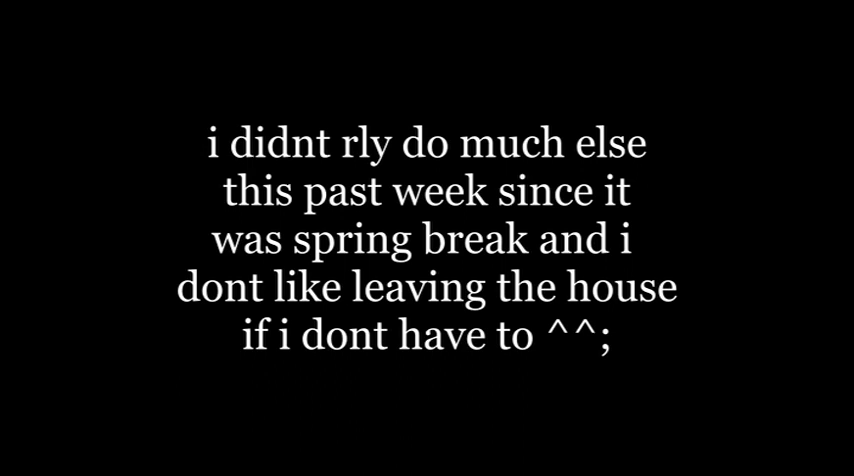 i didnt rly do much else
this past week since it
was spring break and i
dont like leaving the house
if i dont have to ^^;